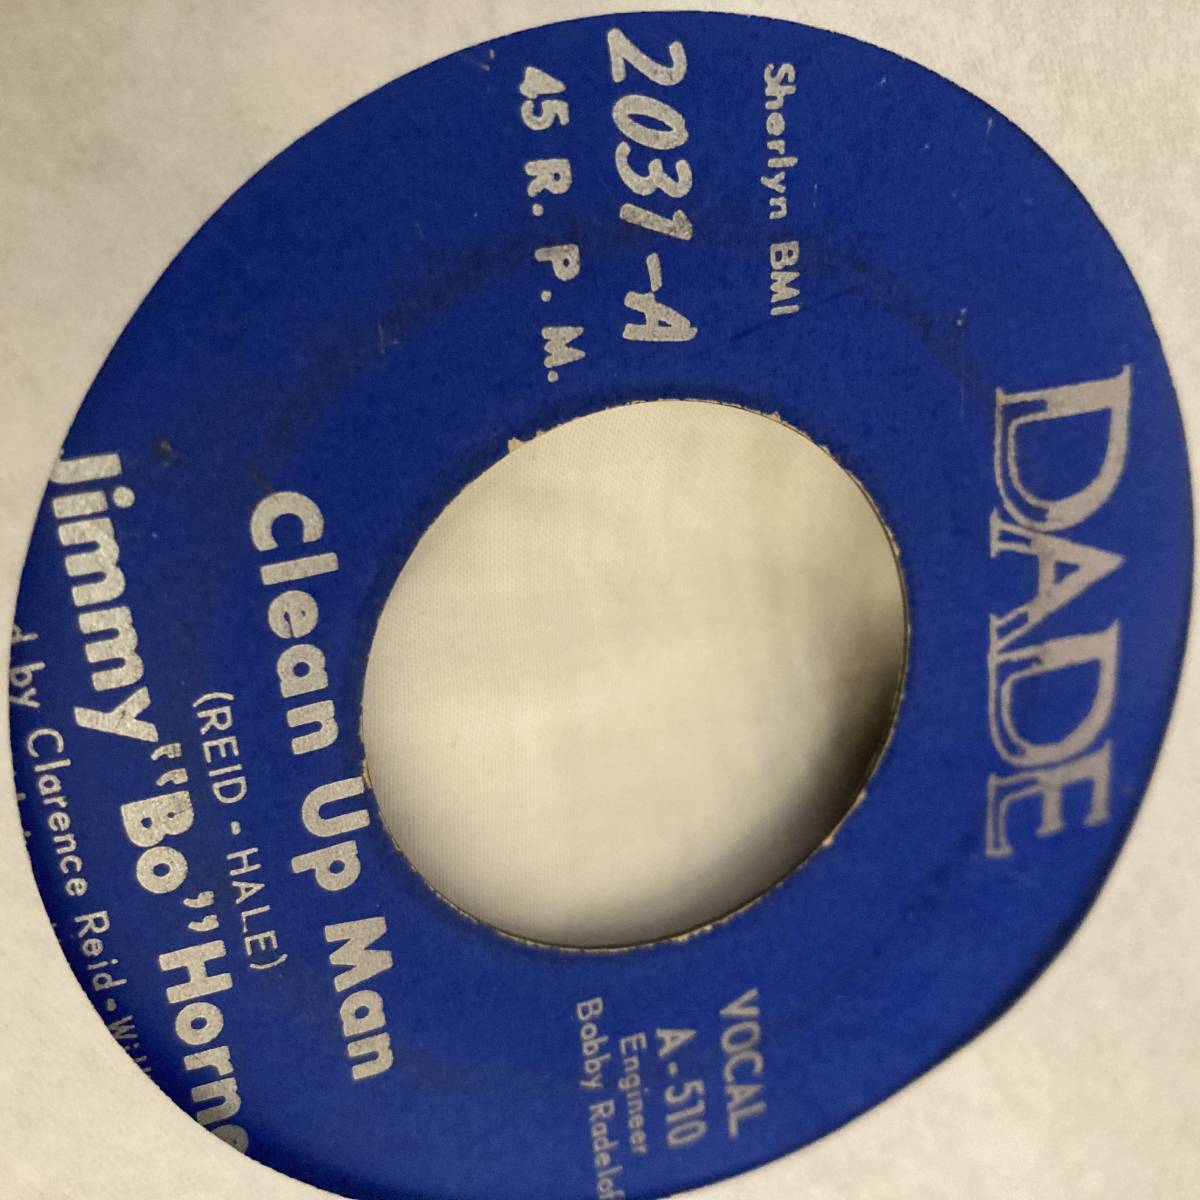 DADE
Sherlyn BMI
2031-A
45 R. P. M.
VOCAL
A-510
Engineer
Bobby
Clean Up Man
(REID - HALE)
Jimmy "Bo" Horne
by Clarence Reid -